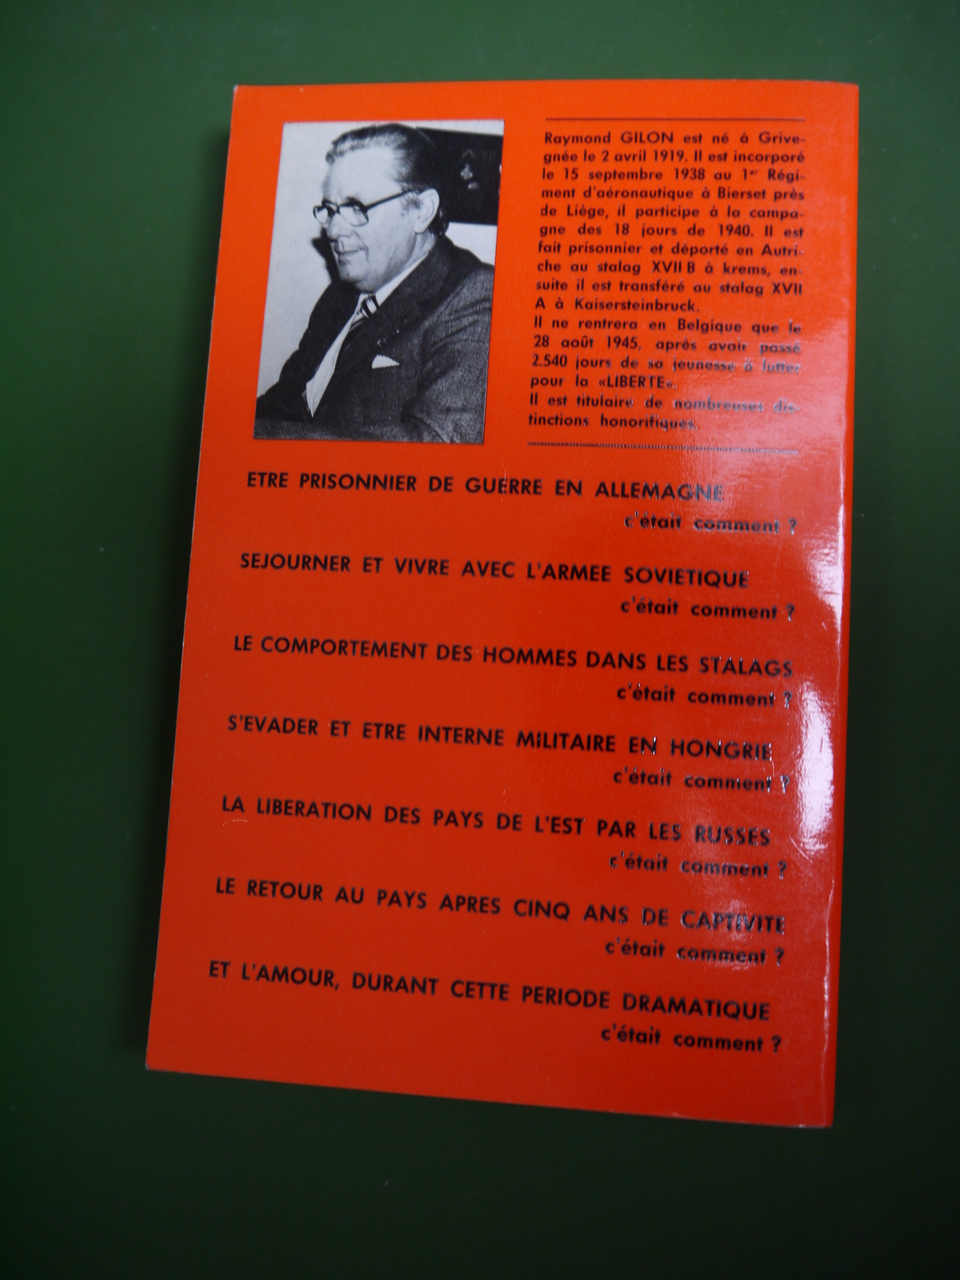 Raymond GILON est né à Grive-
gnée le 2 avril 1919. Il est incorporé
le 15 septembre 1938 au 1er Régi-
ment d'aéronautique à Bierset près
de Liège, il participe à la campa-
gne des 18 jours de 1940. Il est
fait prisonnier et déporté en Autri-
che au stalag XVII B à krems, en-
suite il est transféré au stalag XVII
A à Kaisersteinbruck.
Il ne rentrera en Belgique que le
28 août 1945, après avoir passé
2.540 jours de sa jeunesse à lutter
pour la «LIBERTE».
Il est titulaire de nombreuses dis-
tinctions honorifiques.
ETRE PRISONNIER DE GUERRE EN ALLEMAGNE
c'était comment ?
SEJOURNER ET VIVRE AVEC L'ARMEE SOVIETIQUE
c'était comment ?
LE COMPORTEMENT DES HOMMES DANS LES STALAGS
c'était comment ?
S'EVADER ET ETRE INTERNE MILITAIRE EN HONGRIE
c'était comment ?
LA LIBERATION DES PAYS DE L'EST PAR LES RUSSES
c'était comment ?
LE RETOUR AU PAYS APRES CINQ ANS DE CAPTIVITE
c'était comment ?
ET L'AMOUR, DURANT CETTE PERIODE DRAMATIQUE
c'était comment ?